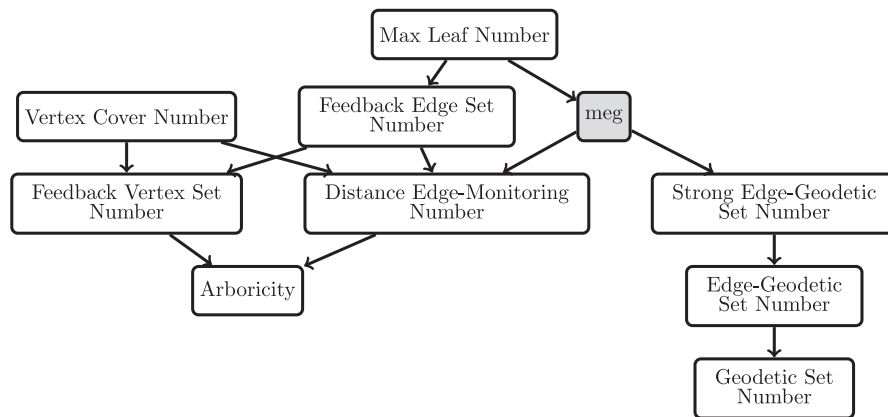 Max Leaf Number
Vertex Cover Number
Feedback Edge Set
Number
meg
Feedback Vertex Set
Number
Distance Edge-Monitoring
Number
Strong Edge-Geodetic
Set Number
Arboricity
Edge-Geodetic
Set Number
Geodetic Set
Number